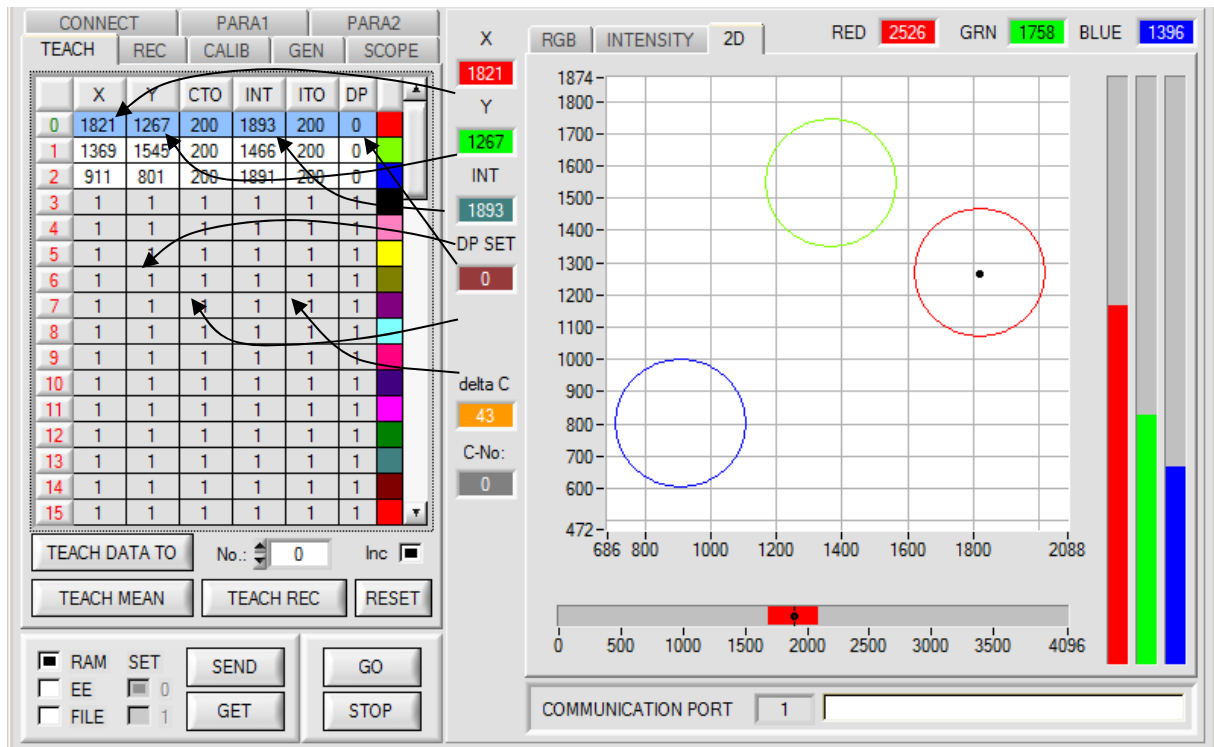 CONNECT PARA1 PARA2
TEACH REC CALIB GEN SCOPE
X Y CTO INT ITO DP
0 1821 1267 200 1893 200 0
1 1369 1545 200 1466 200 0
2 911 801 200 1891 200 0
3 1 1 1 1 1 1
4 1 1 1 1 1 1
5 1 1 1 1 1 1
6 1 1 1 1 1 1
7 1 1 1 1 1 1
8 1 1 1 1 1 1
9 1 1 1 1 1 1
10 1 1 1 1 1 1
11 1 1 1 1 1 1
12 1 1 1 1 1 1
13 1 1 1 1 1 1
14 1 1 1 1 1 1
15 1 1 1 1 1 1
TEACH DATA TO No.: 0 Inc
TEACH MEAN TEACH REC RESET
RAM SET SEND GO
EE 0
FILE 1 GET STOP
X
1821
Y
1267
INT
1893
DP SET
0
delta C
43
C-No:
0
RGB INTENSITY 2D RED 2526 GRN 1758 BLUE 1396
1874
1800
1700
1600
1500
1400
1300
1200
1100
1000
900
800
700
600
472
686 800 1000 1200 1400 1600 1800 2088
0 500 1000 1500 2000 2500 3000 3500 4096
COMMUNICATION PORT 1